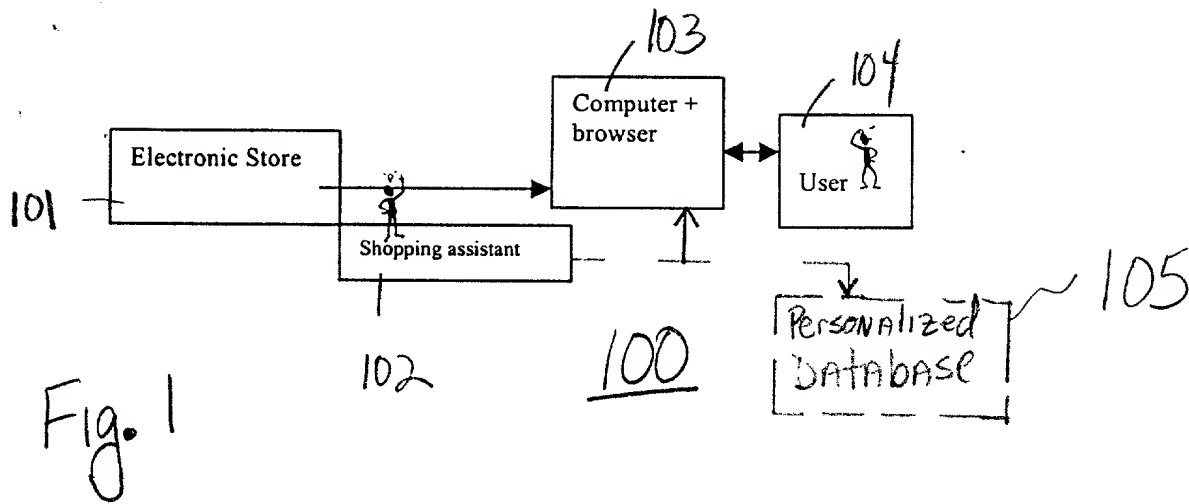 103
104
Computer +
browser
Electronic Store
User
101
Shopping assistant
105
Personalized
Database
102
100
Fig. 1